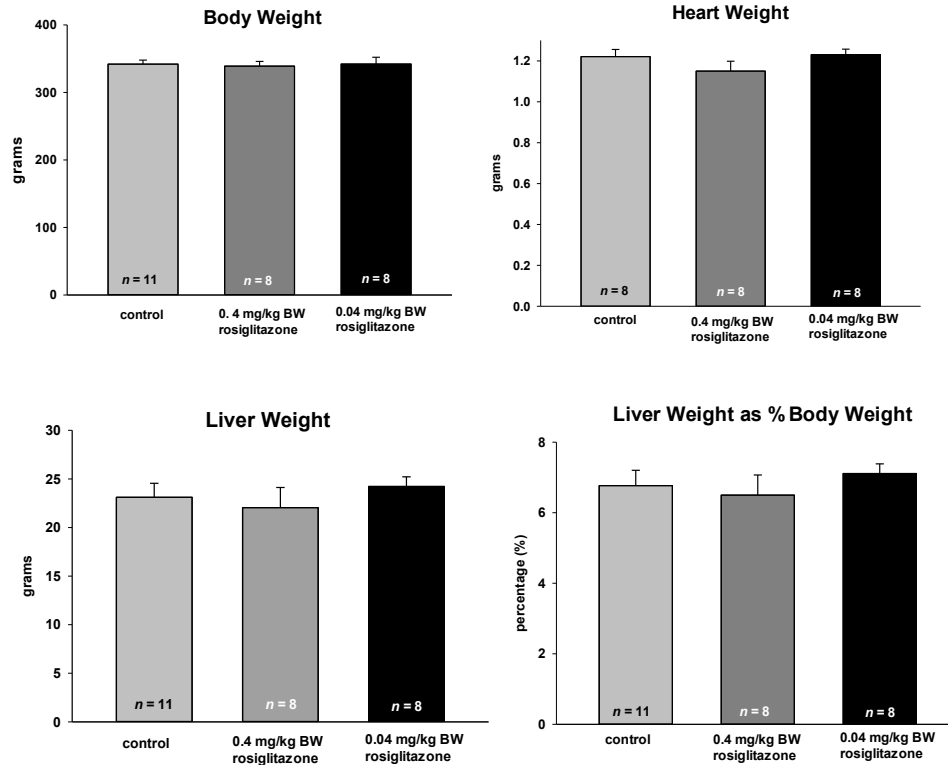 Body Weight
400
300
200
100
0
grams
n = 11
n = 8
n = 8
control
0. 4 mg/kg BW
rosiglitazone
0.04 mg/kg BW
rosiglitazone
Heart Weight
1.2
1.0
0.8
0.6
0.4
0.2
0.0
grams
n = 8
n = 8
n = 8
control
0.4 mg/kg BW
rosiglitazone
0.04 mg/kg BW
rosiglitazone
Liver Weight
30
25
20
15
10
5
0
grams
n = 11
n = 8
n = 8
control
0.4 mg/kg BW
rosiglitazone
0.04 mg/kg BW
rosiglitazone
Liver Weight as % Body Weight
8
6
4
2
0
percentage (%)
n = 11
n = 8
n = 8
control
0.4 mg/kg BW
rosiglitazone
0.04 mg/kg BW
rosiglitazone